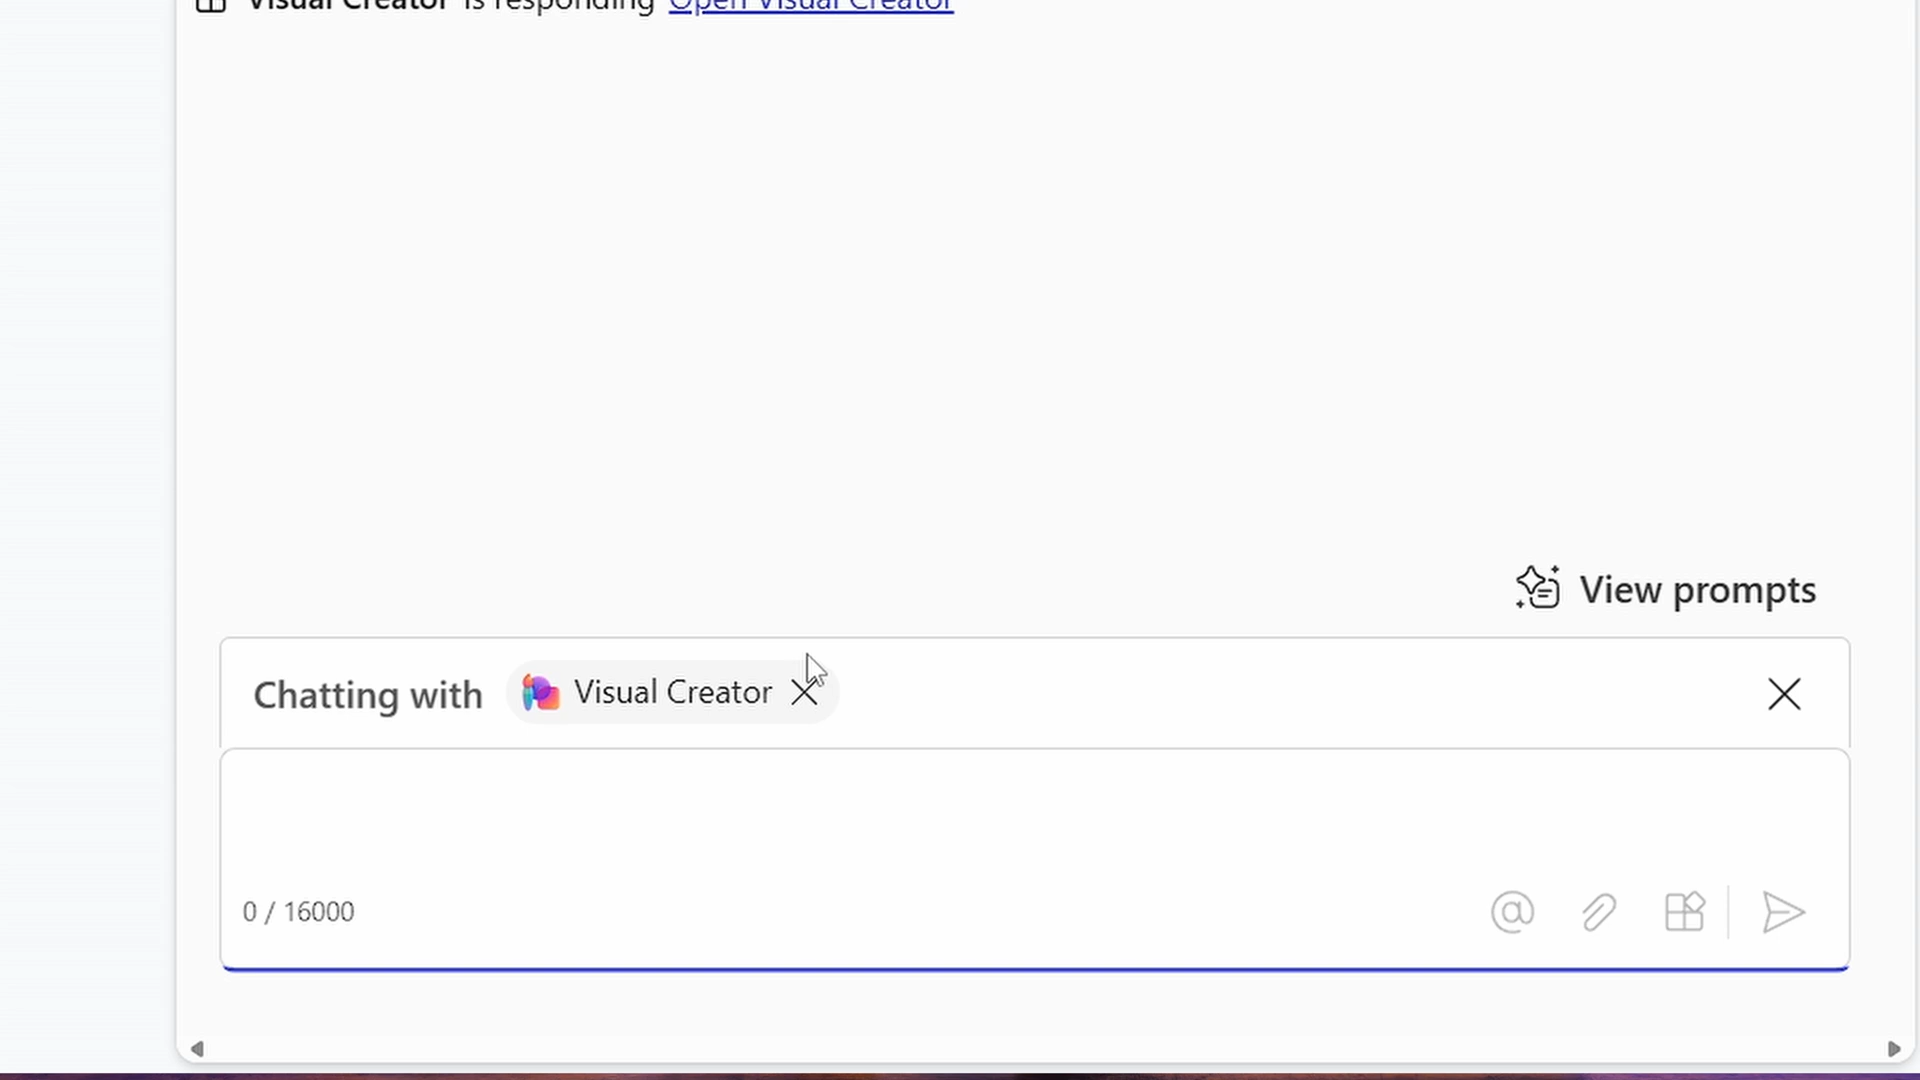 Visual Creator is responding Open Visual Creator
View prompts
Chatting with Visual Creator
0 / 16000